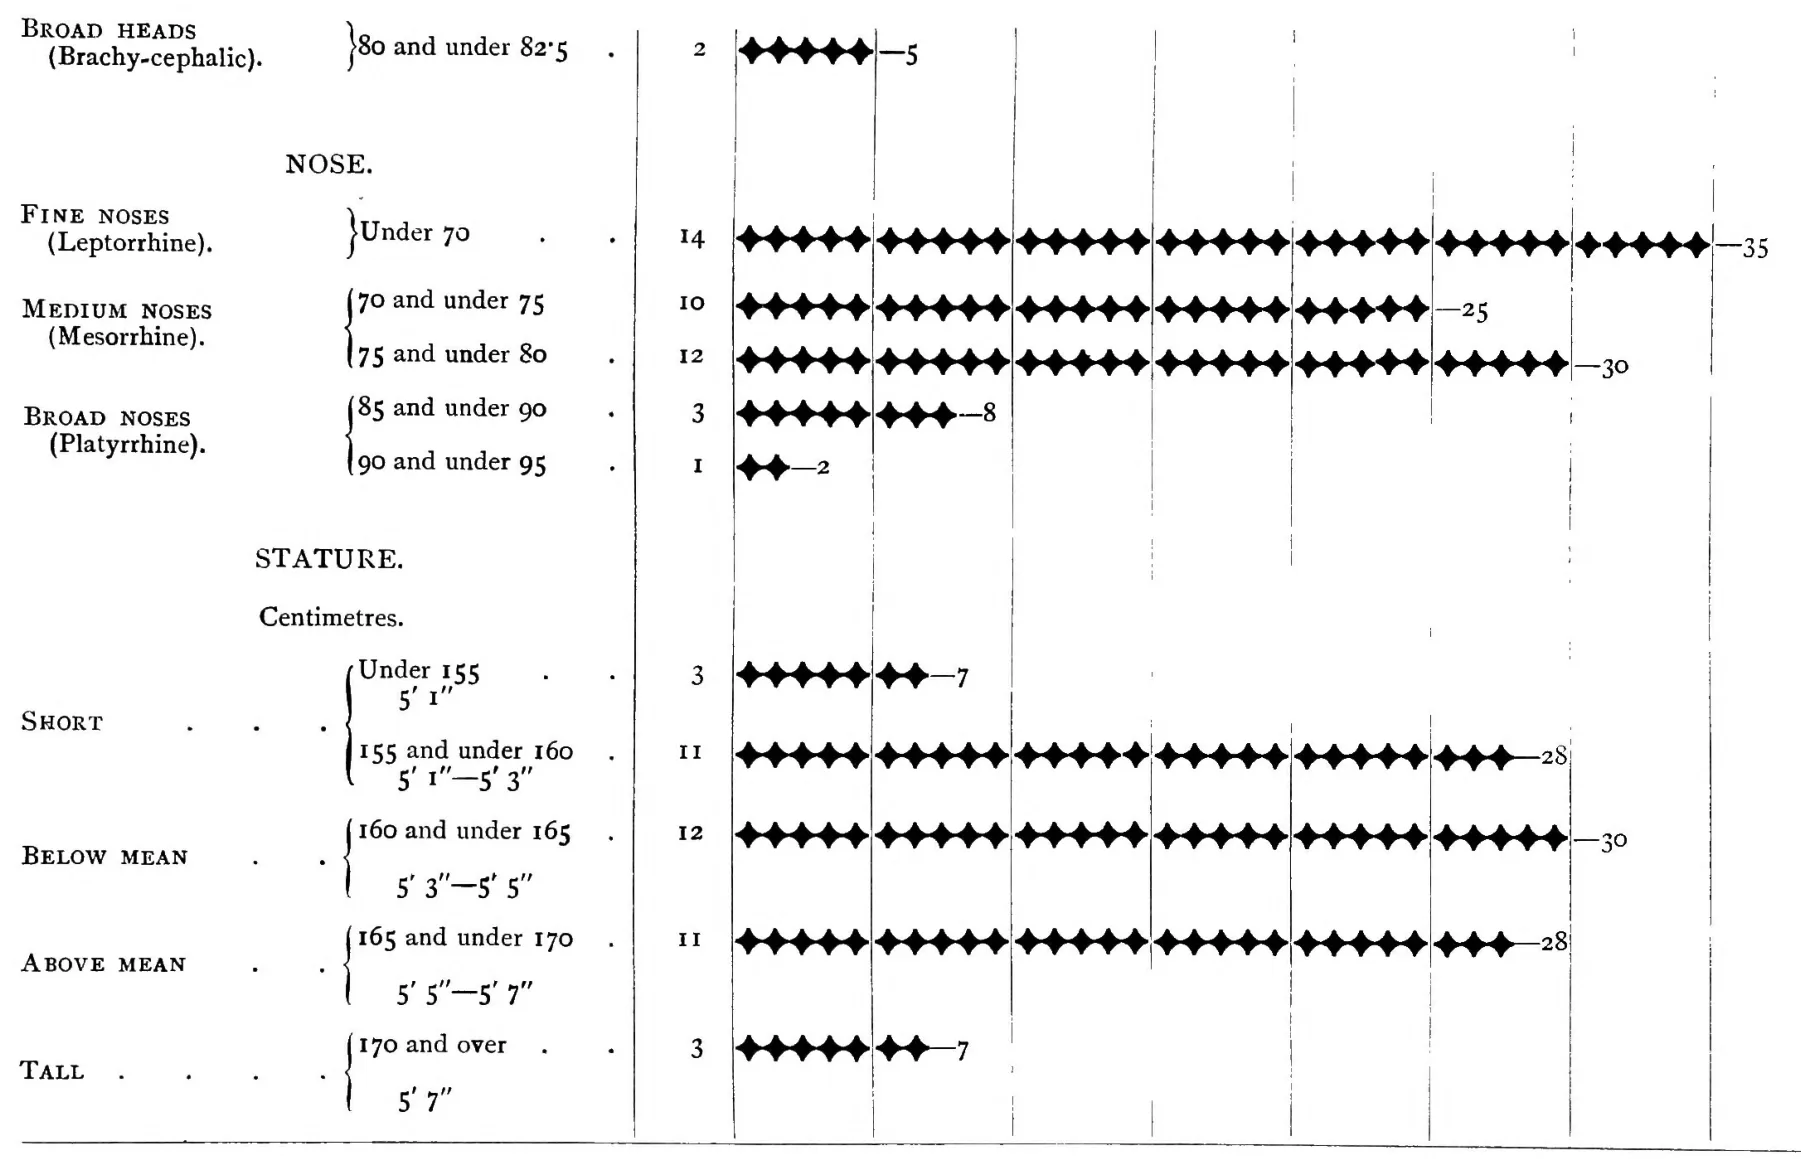 BROAD HEADS }80 and under 82·5 . 2 —5
(Brachy-cephalic).
NOSE.
FINE NOSES }Under 70 . . 14 —35
(Leptorrhine).
MEDIUM NOSES {70 and under 75 10 —25
(Mesorrhine). {75 and under 80 . 12 —30
BROAD NOSES {85 and under 90 . 3 —8
(Platyrrhine). {90 and under 95 . 1 —2
STATURE.
Centimetres.
Under 155 . . 3 —7
5′ 1″
SHORT . . .
155 and under 160 . 11 —28
5′ 1″—5′ 3″
160 and under 165 . 12 —30
BELOW MEAN . .
5′ 3″—5′ 5″
165 and under 170 . 11 —28
ABOVE MEAN . .
5′ 5″—5′ 7″
170 and over . . 3 —7
TALL . . . .
5′ 7″